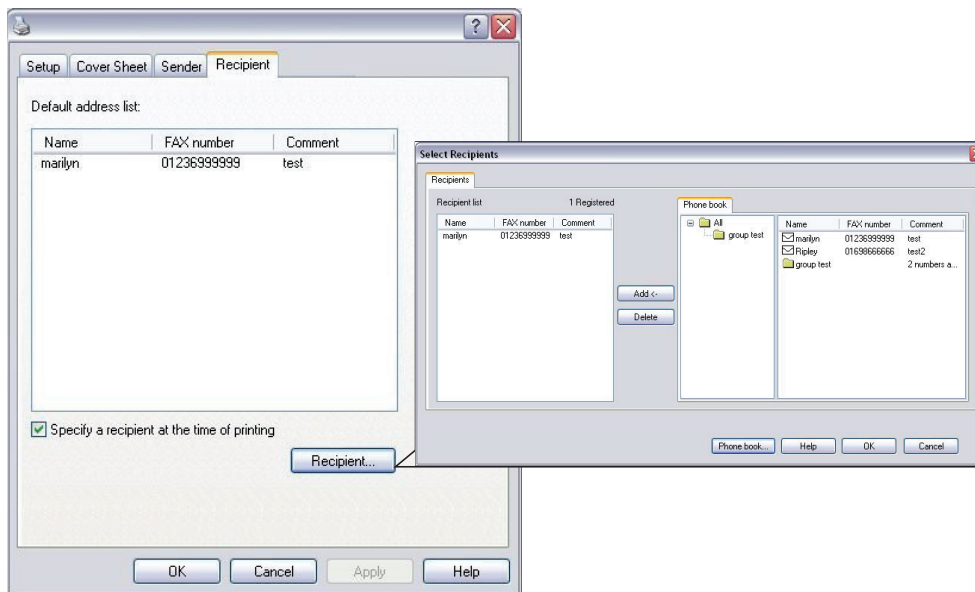 Setup Cover Sheet Sender Recipient
Default address list:
Name FAX number Comment
marilyn 01236999999 test
Specify a recipient at the time of printing
Recipient...
OK Cancel Apply Help
Select Recipients
Recipients
Recipient list 1 Registered
Name FAX number Comment
marilyn 01236999999 test
Add <-
Delete
Phone book
All
group test
Name FAX number Comment
marilyn 01236999999 test
Ripley 01698666666 test2
group test 2 numbers a...
Phone book... Help OK Cancel